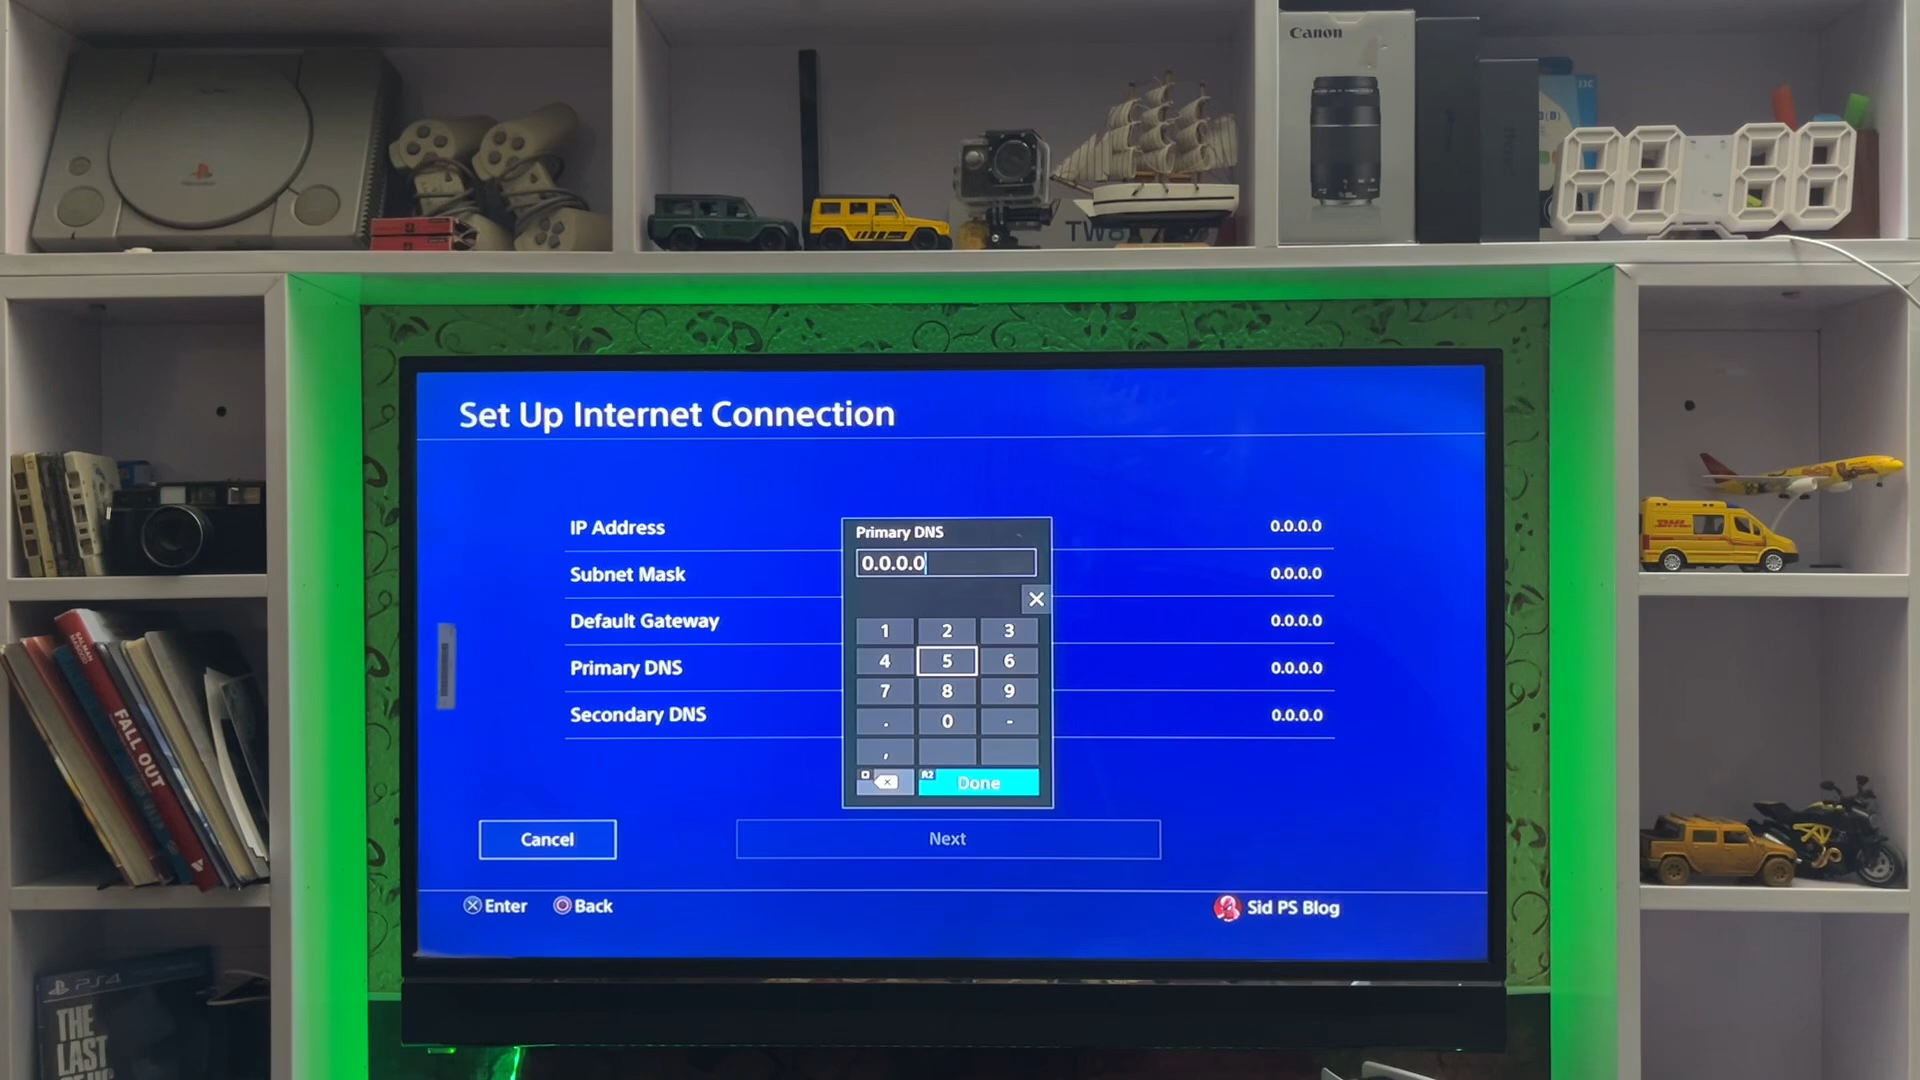 Canon
JJC
(D)
TW8
Set Up Internet Connection
IP Address
0.0.0.0
Subnet Mask
0.0.0.0
Default Gateway
0.0.0.0
Primary DNS
0.0.0.0
Secondary DNS
0.0.0.0
Primary DNS
0.0.0.0
1 2 3
4 5 6
7 8 9
. 0 -
,
R2
Done
Cancel
Next
Enter
Back
Sid PS Blog
DHL
FALL OUT
PS4
THE
LAST